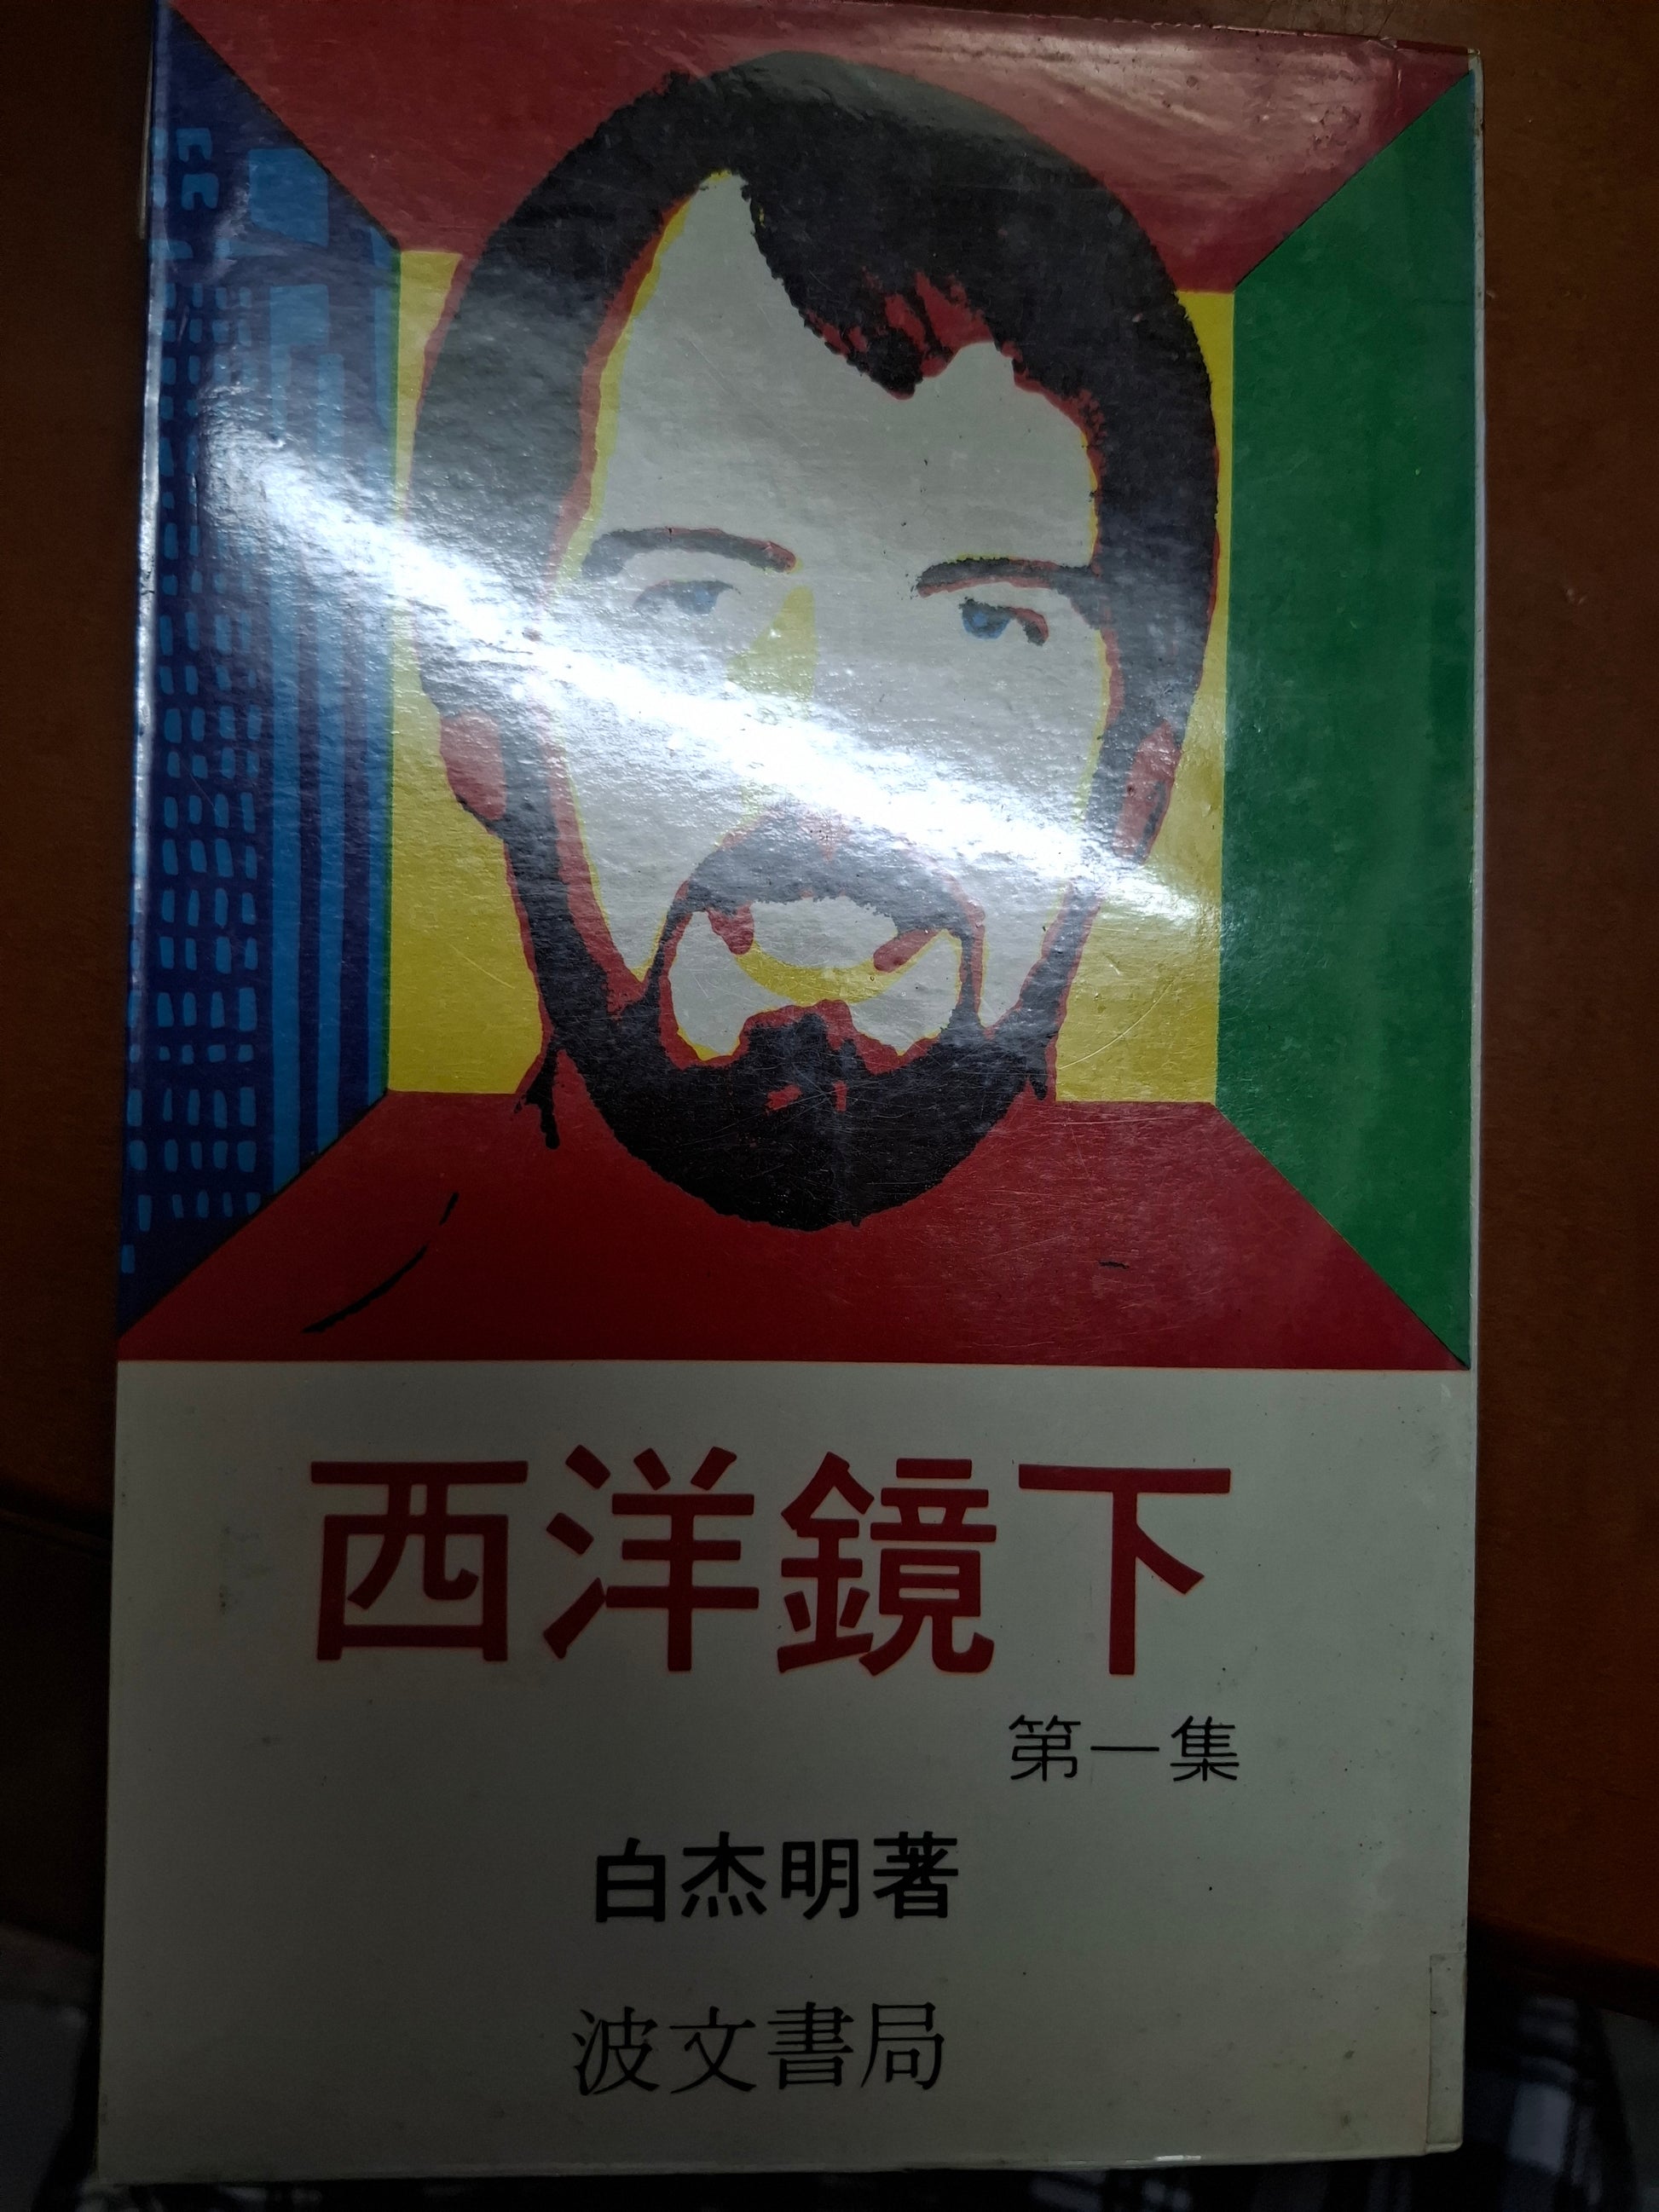 西洋鏡下
第一集
白杰明著
波文書局